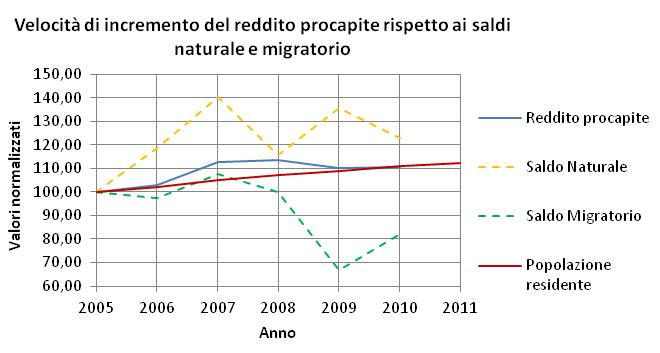 Velocità di incremento del reddito procapite rispetto ai saldi
naturale e migratorio
150,00
140,00
130,00
120,00
110,00
100,00
90,00
80,00
70,00
60,00
Valori normalizzati
2005 2006 2007 2008 2009 2010 2011
Anno
Reddito procapite
Saldo Naturale
Saldo Migratorio
Popolazione
residente